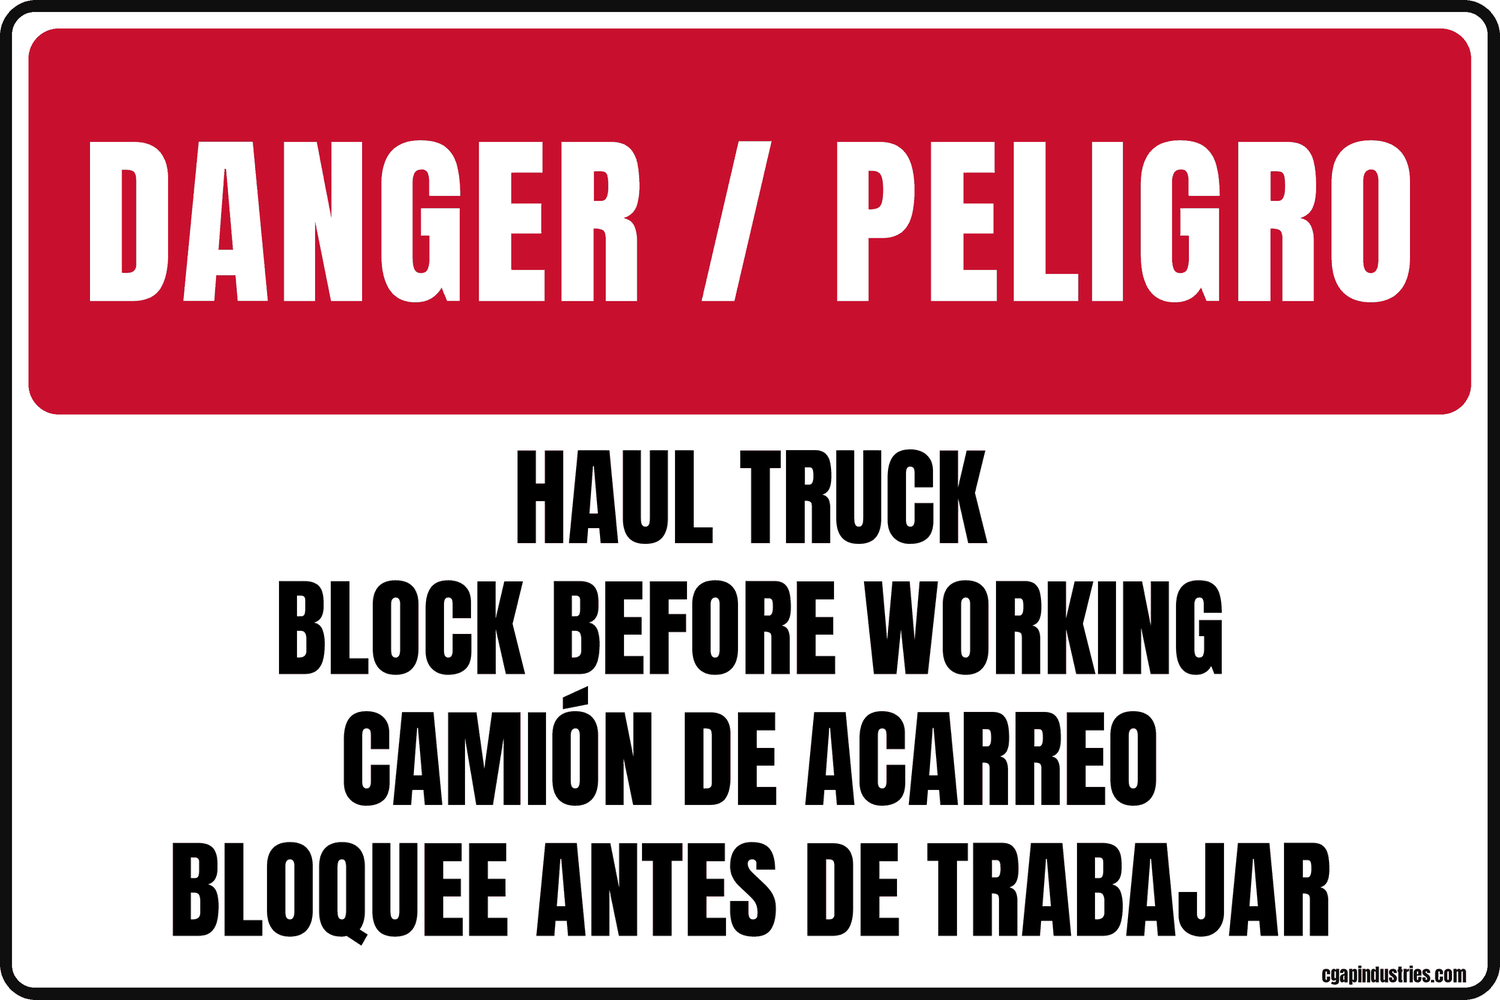 DANGER / PELIGRO
HAUL TRUCK
BLOCK BEFORE WORKING
CAMIÓN DE ACARREO
BLOQUEE ANTES DE TRABAJAR
cgapindustries.com